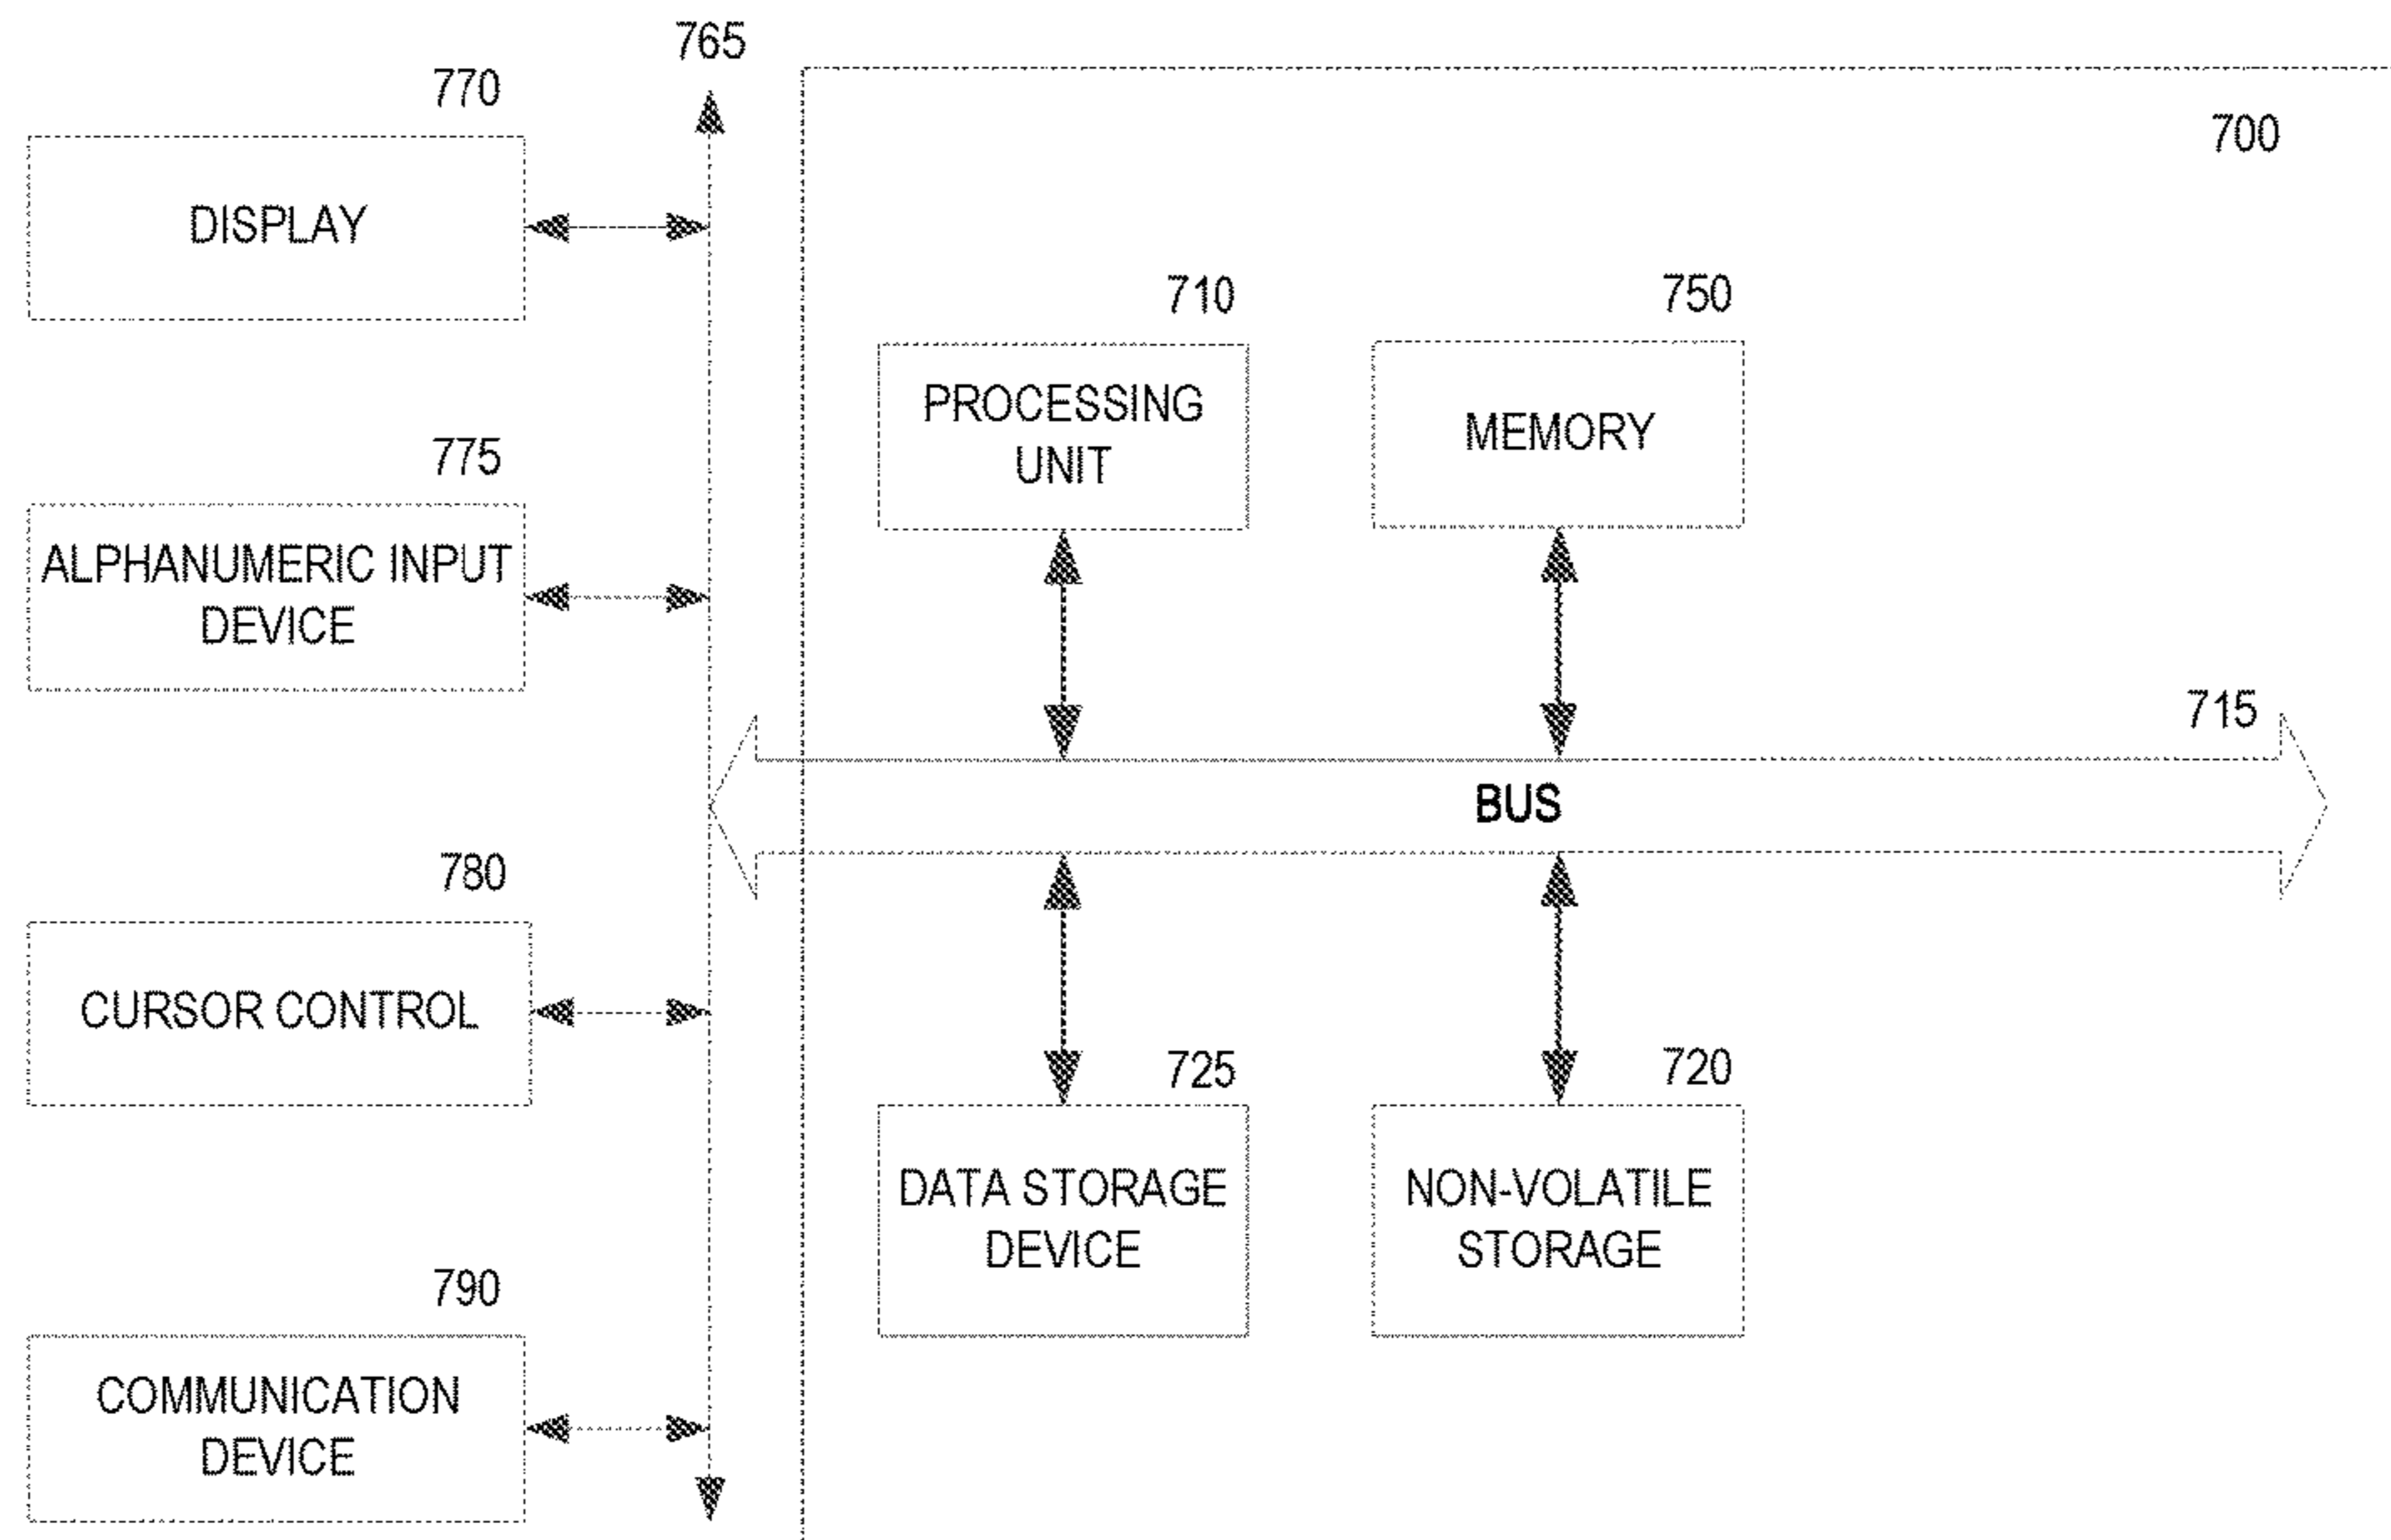 765
770
700
DISPLAY
710
750
PROCESSING
UNIT
MEMORY
775
ALPHANUMERIC INPUT
DEVICE
715
BUS
780
CURSOR CONTROL
725
720
DATA STORAGE
DEVICE
NON-VOLATILE
STORAGE
790
COMMUNICATION
DEVICE